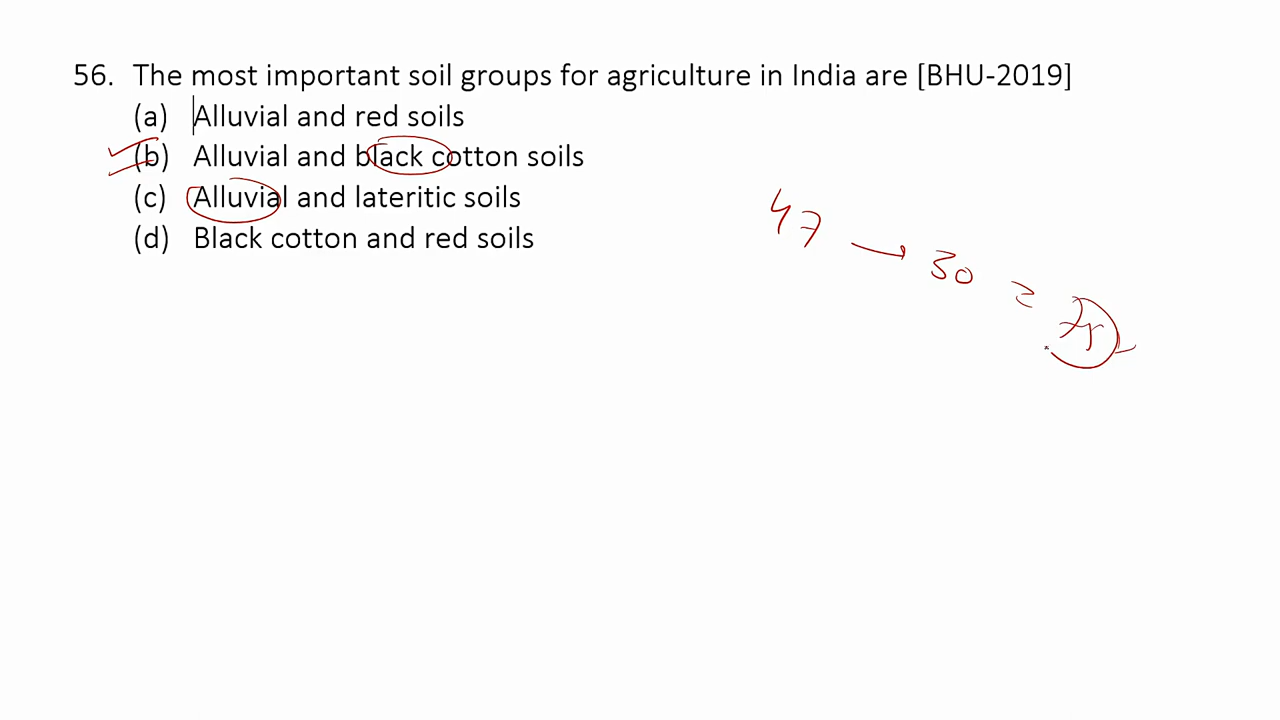 56. The most important soil groups for agriculture in India are [BHU-2019]
(a) Alluvial and red soils
(b) Alluvial and black cotton soils
(c) Alluvial and lateritic soils
(d) Black cotton and red soils
47 → 30 =